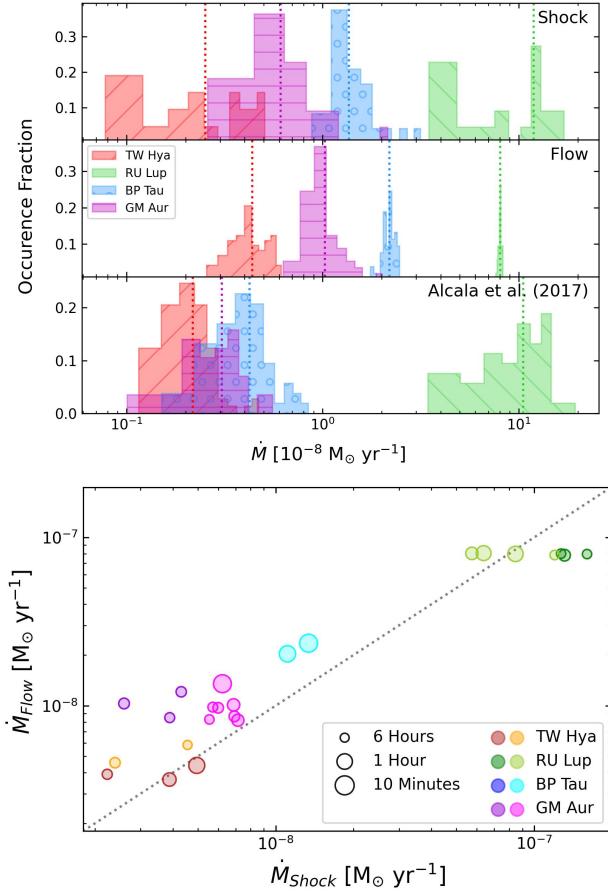 Shock
0.3
0.2
0.1
Occurence Fraction
Flow
TW Hya
RU Lup
BP Tau
GM Aur
0.3
0.2
0.1
Alcala et al. (2017)
0.2
0.1
0.0
10⁻¹ 10⁰ 10¹
Ṁ [10⁻⁸ M⊙ yr⁻¹]
10⁻⁷
10⁻⁸
Ṁ_Flow [M⊙ yr⁻¹]
6 Hours
1 Hour
10 Minutes
TW Hya
RU Lup
BP Tau
GM Aur
10⁻⁸ 10⁻⁷
Ṁ_Shock [M⊙ yr⁻¹]